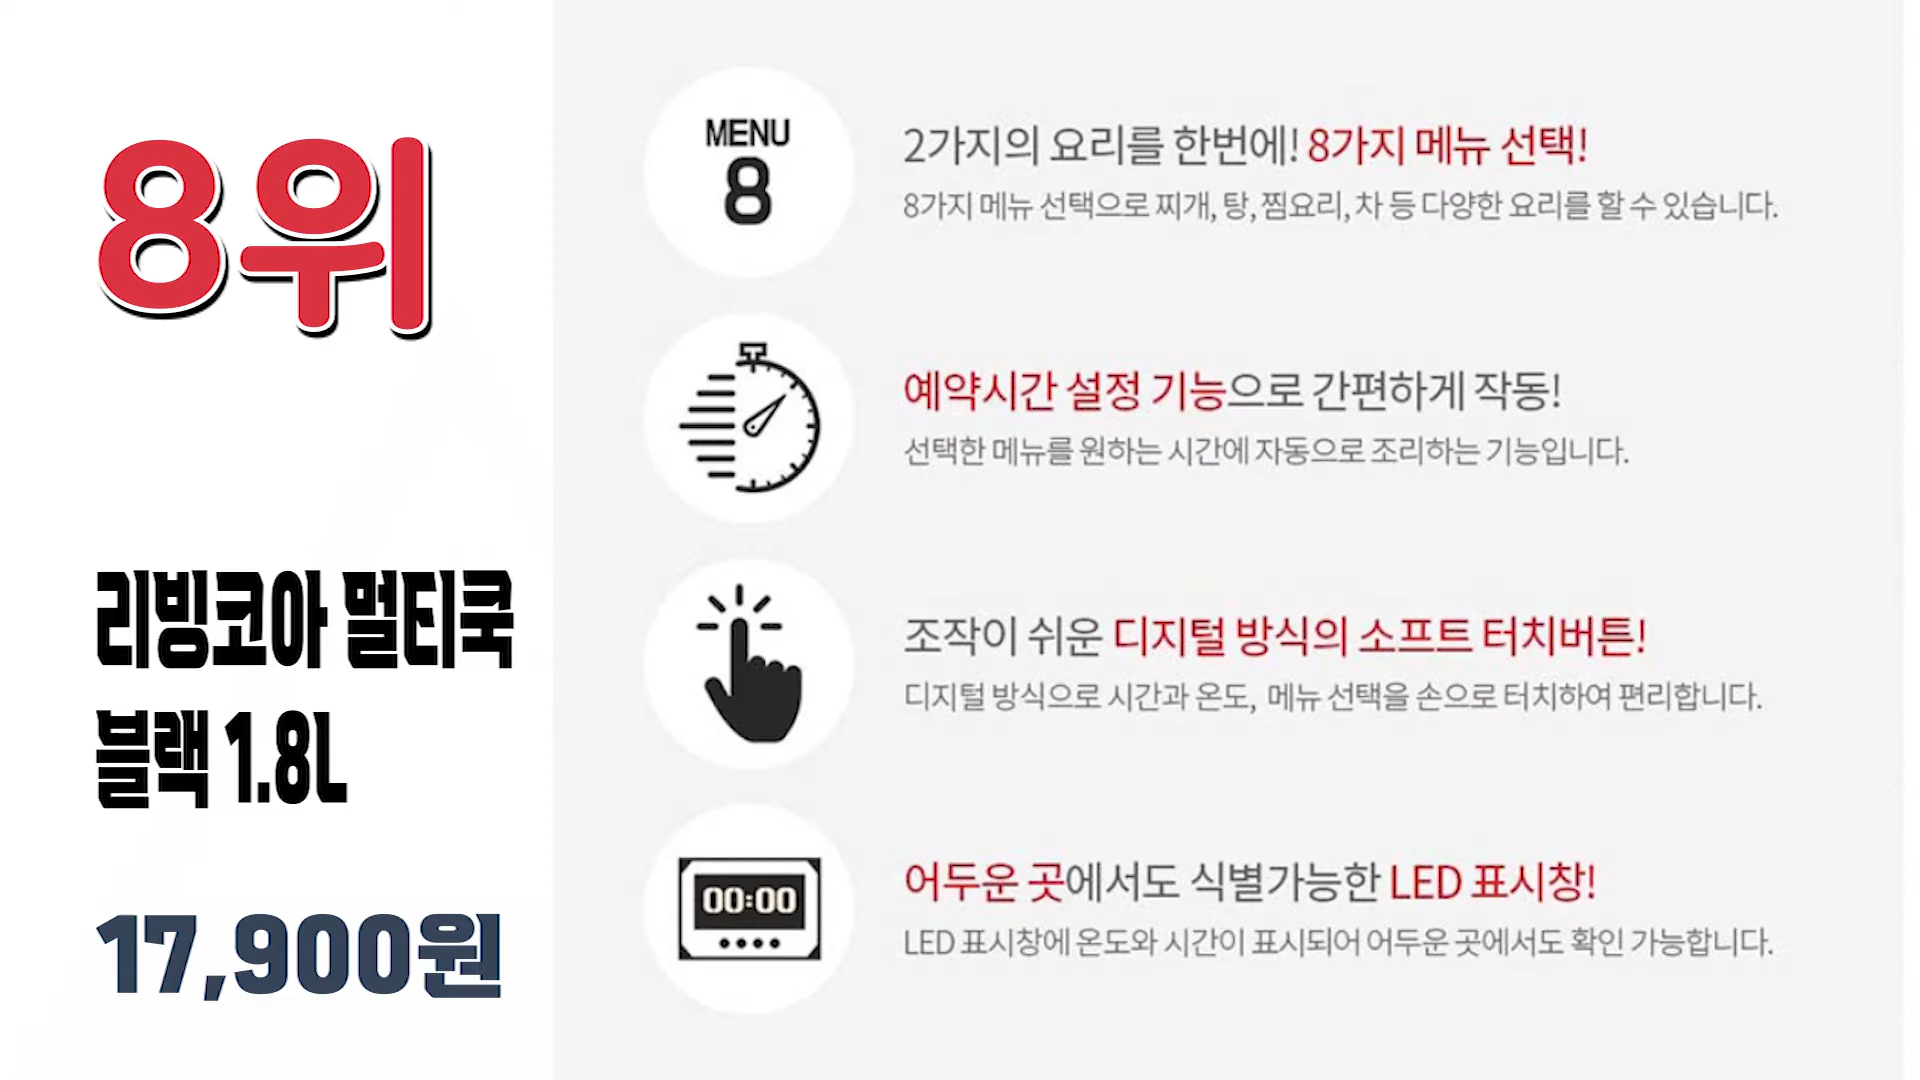 8위
리빙코아 멀티쿡
블랙 1.8L
17,900원
MENU
8
2가지의 요리를 한번에! 8가지 메뉴 선택!
8가지 메뉴 선택으로 찌개, 탕, 찜요리, 차 등 다양한 요리를 할 수 있습니다.
예약시간 설정 기능으로 간편하게 작동!
선택한 메뉴를 원하는 시간에 자동으로 조리하는 기능입니다.
조작이 쉬운 디지털 방식의 소프트 터치버튼!
디지털 방식으로 시간과 온도, 메뉴 선택을 손으로 터치하여 편리합니다.
00:00
어두운 곳에서도 식별가능한 LED 표시창!
LED 표시창에 온도와 시간이 표시되어 어두운 곳에서도 확인 가능합니다.